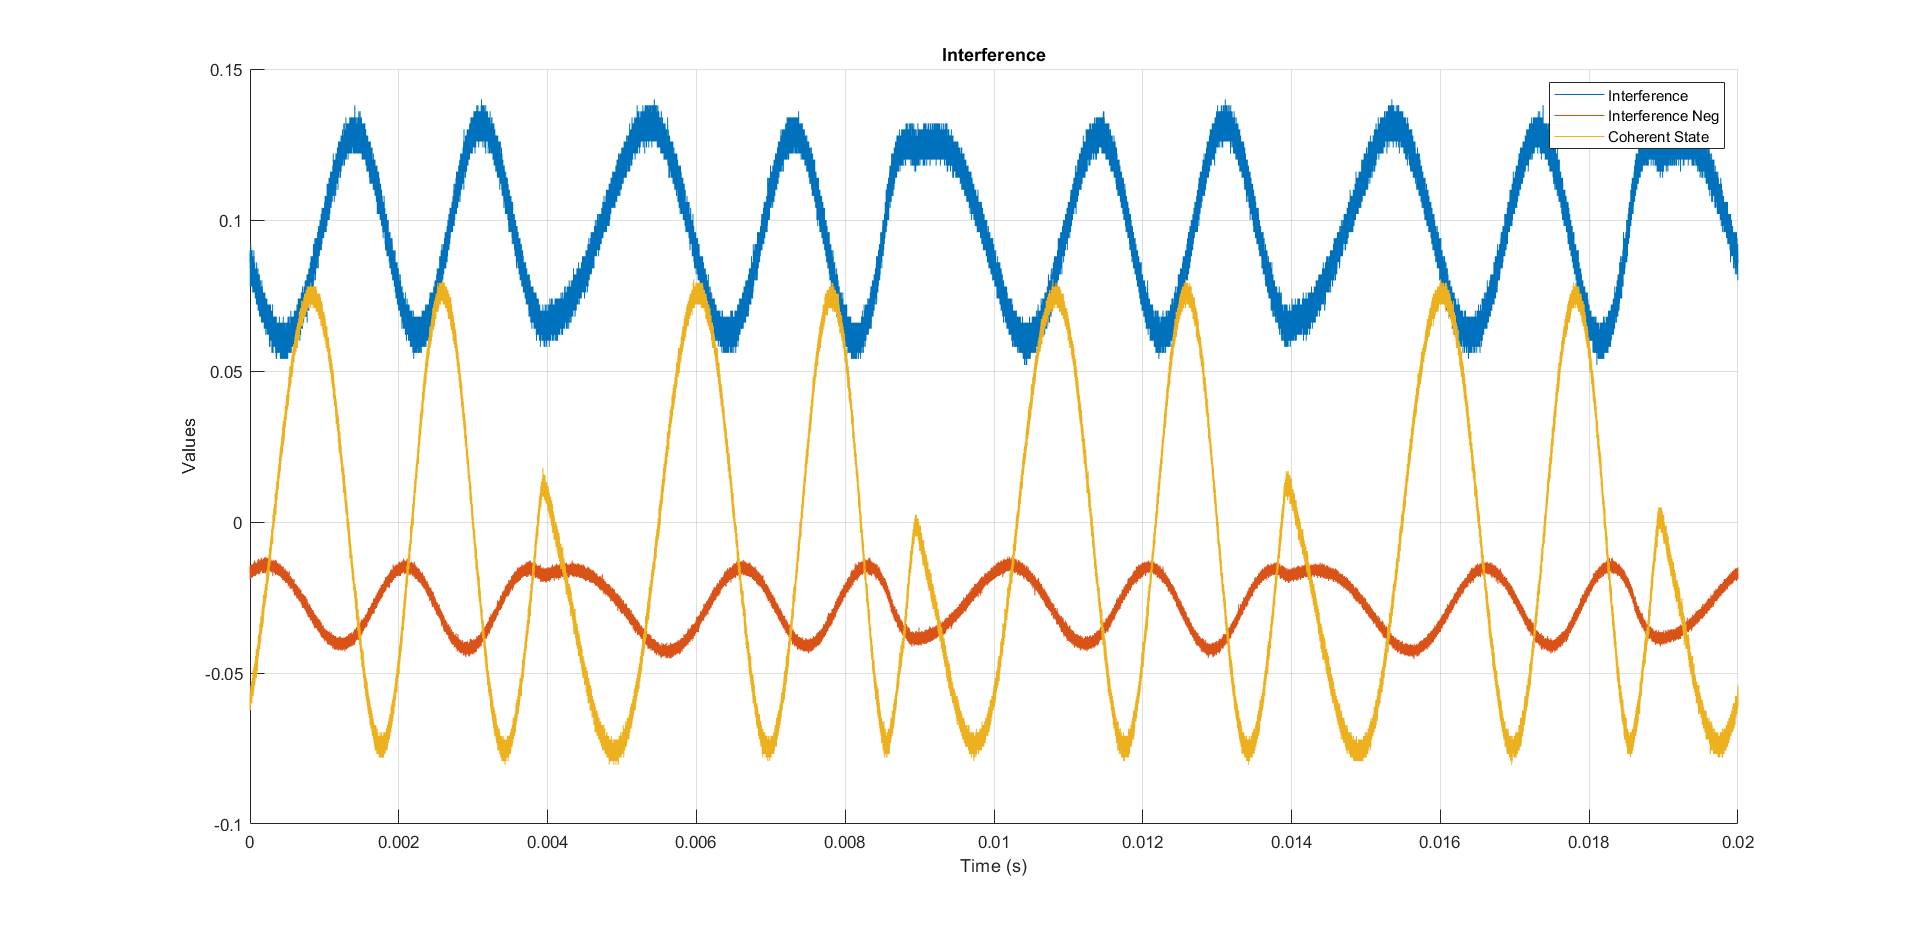 Interference
0.15
0.1
0.05
0
-0.05
-0.1
Values
Interference
Interference Neg
Coherent State
0 0.002 0.004 0.006 0.008 0.01 0.012 0.014 0.016 0.018 0.02
Time (s)